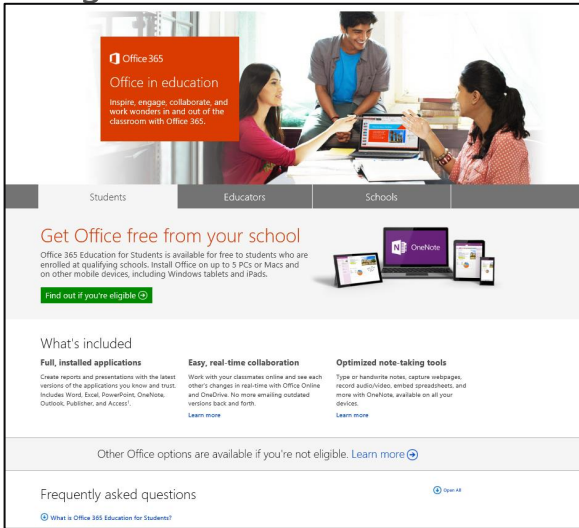 Office 365
Office in education
Inspire, engage, collaborate, and
work wonders in and out of the
classroom with Office 365.
Students
Educators
Schools
Get Office free from your school
Office 365 Education for Students is available for free to students who are
enrolled at qualifying schools. Install Office on up to 5 PCs or Macs and
on other mobile devices, including Windows tablets and iPads.
Find out if you're eligible
OneNote
What's included
Full, installed applications
Create reports and presentations with the latest
versions of the applications you know and trust.
Includes Word, Excel, PowerPoint, OneNote,
Outlook, Publisher, and Access¹.
Easy, real-time collaboration
Work with your classmates online and see each
other's changes in real-time with Office Online
and OneDrive. No more emailing outdated
versions back and forth.
Learn more
Optimized note-taking tools
Type or handwrite notes, capture webpages,
record audio/video, embed spreadsheets, and
more with OneNote, available on all your
devices.
Learn more
Other Office options are available if you're not eligible. Learn more
Frequently asked questions
Open All
What is Office 365 Education for Students?